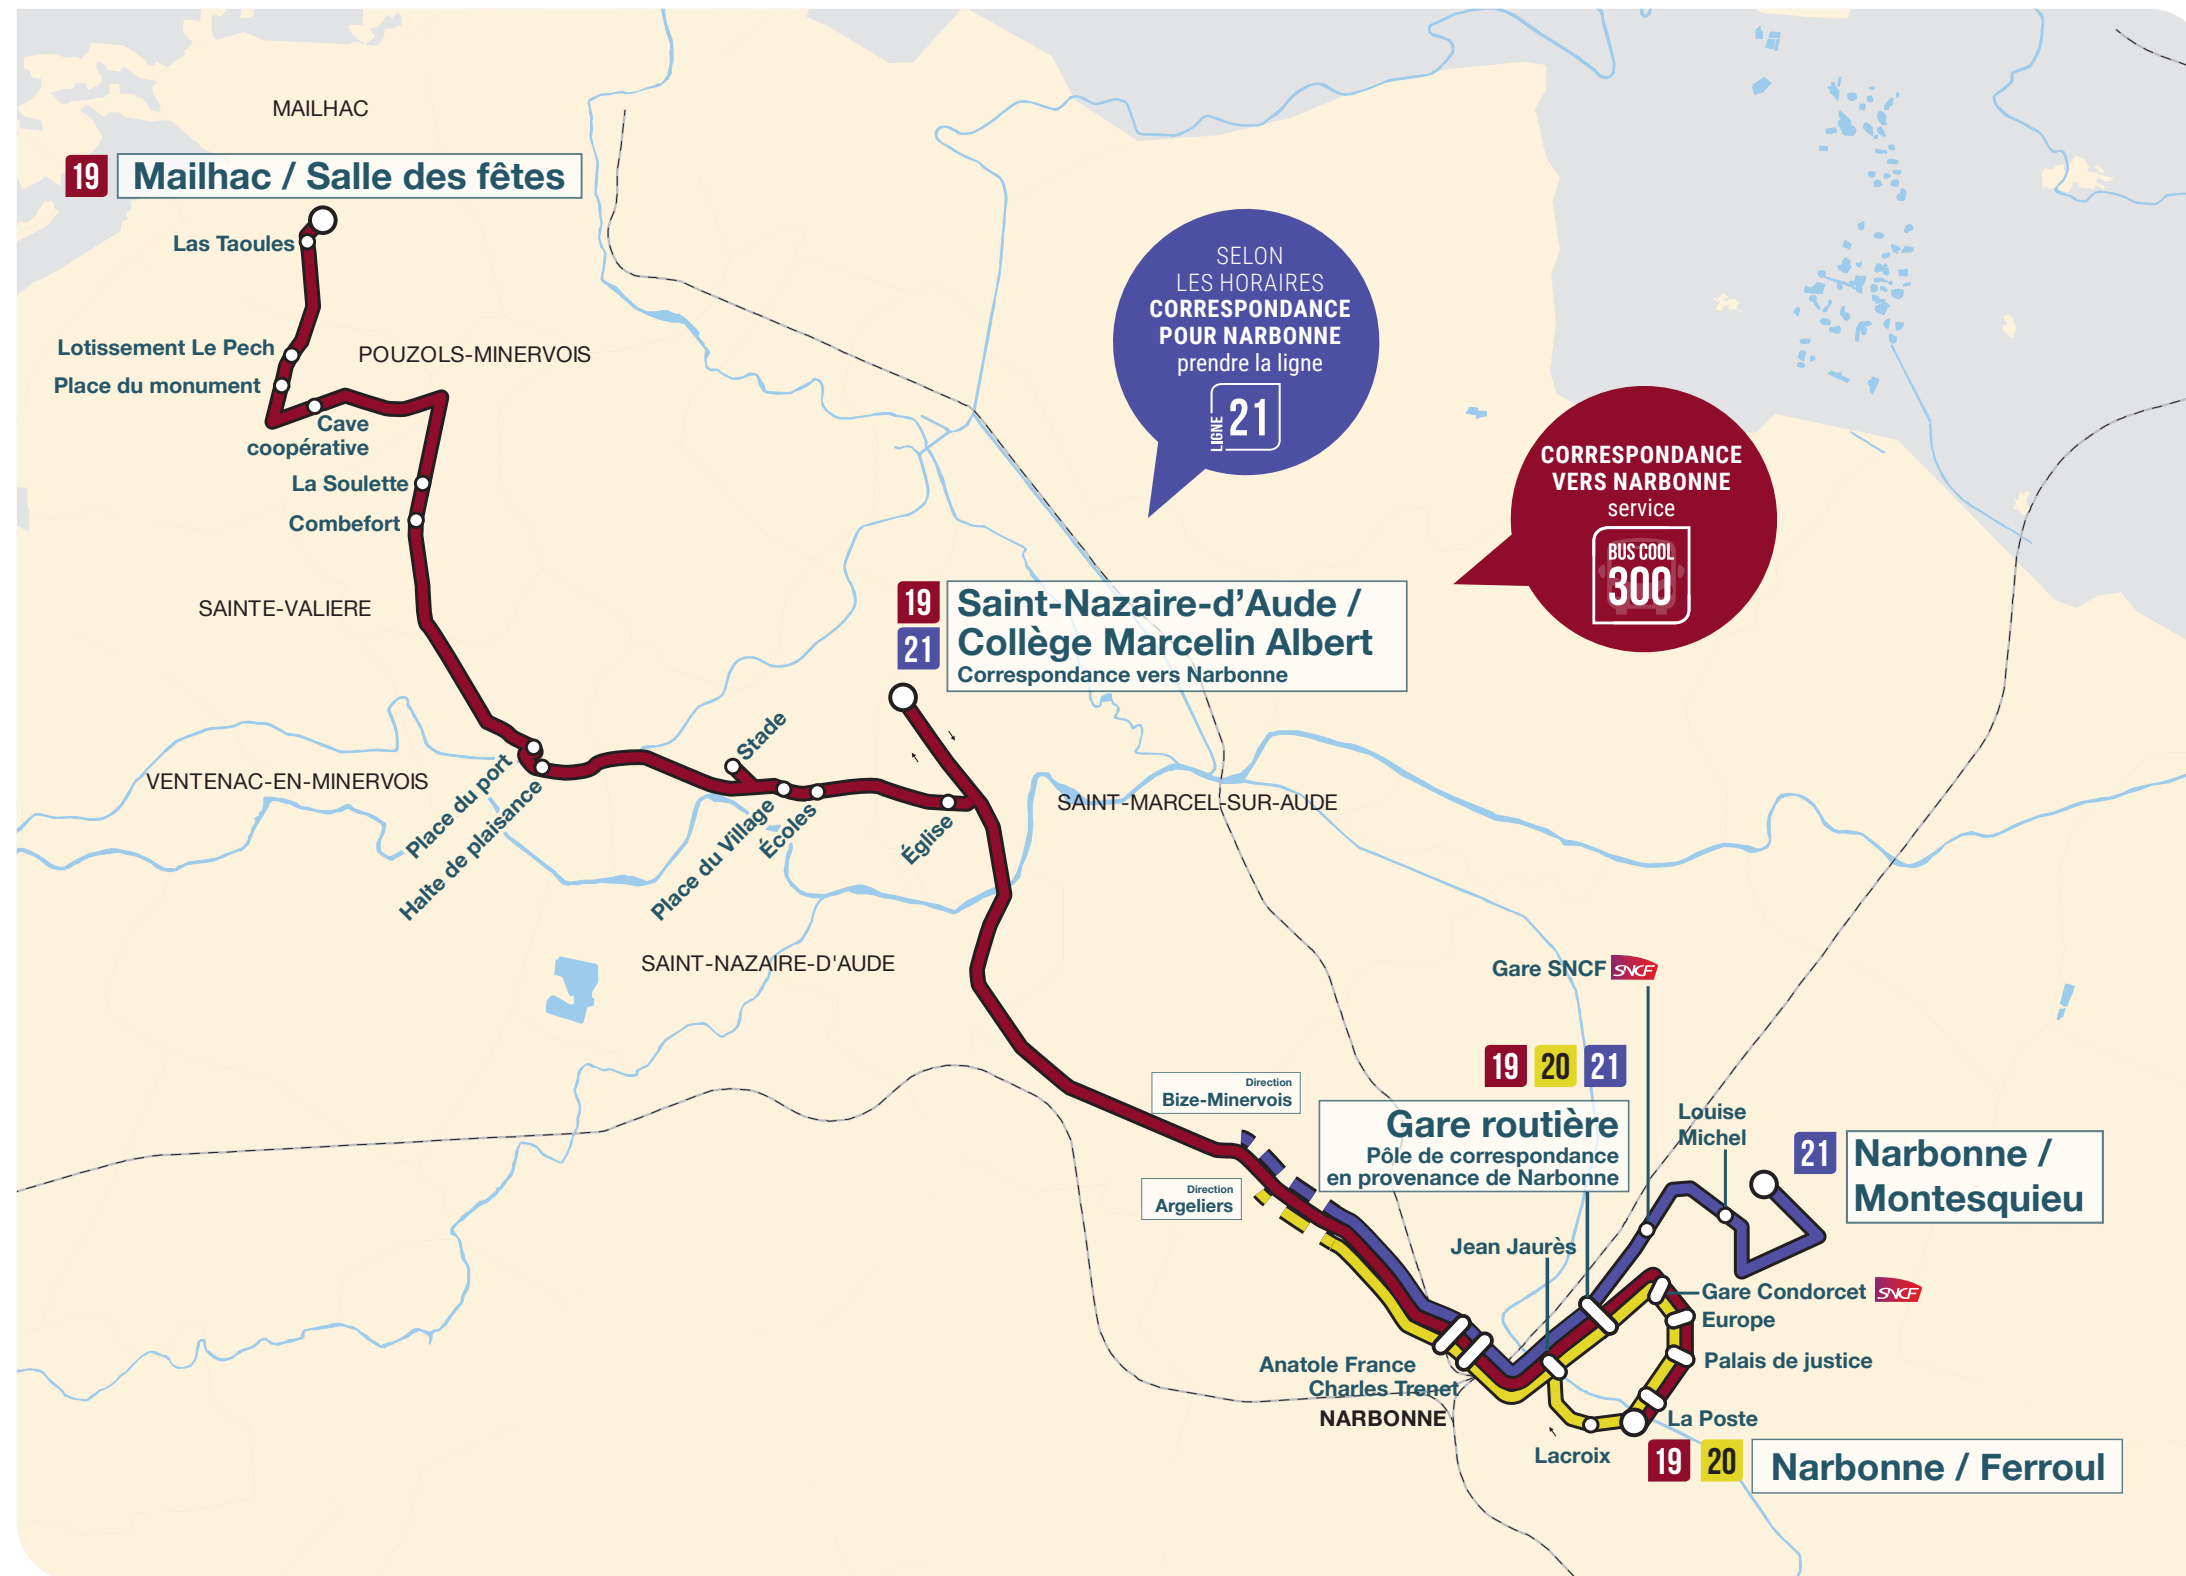 MAILHAC
19
Mailhac / Salle des fêtes
Las Taoules
Lotissement Le Pech
POUZOLS-MINERVOIS
Place du monument
Cave
coopérative
La Soulette
Combefort
SAINTE-VALIERE
SELON
LES HORAIRES
CORRESPONDANCE
POUR NARBONNE
prendre la ligne
LIGNE 21
CORRESPONDANCE
VERS NARBONNE
service
BUS COOL
300
19
21
Saint-Nazaire-d'Aude /
Collège Marcelin Albert
Correspondance vers Narbonne
VENTENAC-EN-MINERVOIS
Place du port
Halte de plaisance
Stade
Place du Village
Écoles
Église
SAINT-MARCEL-SUR-AUDE
SAINT-NAZAIRE-D'AUDE
Gare SNCF SNCF
19 20 21
Direction
Bize-Minervois
Gare routière
Pôle de correspondance
en provenance de Narbonne
Louise
Michel
21
Narbonne /
Montesquieu
Direction
Argeliers
Jean Jaurès
Gare Condorcet SNCF
Europe
Palais de justice
Anatole France
Charles Trenet
NARBONNE
La Poste
Lacroix
19 20
Narbonne / Ferroul